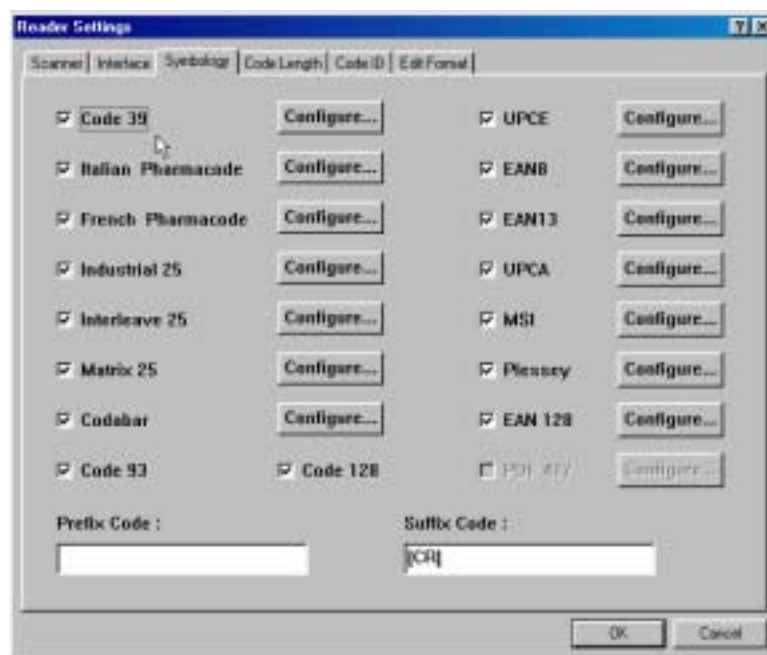 Reader Settings
Scanner Interface Symbology Code Length Code ID Edit Format
Code 39 Configure... UPCE Configure...
Italian Pharmacode Configure... EAN8 Configure...
French Pharmacode Configure... EAN13 Configure...
Industrial 25 Configure... UPCA Configure...
Interleave 25 Configure... MSI Configure...
Matrix 25 Configure... Plessey Configure...
Codabar Configure... EAN 128 Configure...
Code 93 Code 128 PDF 417 Configure...
Prefix Code : Suffix Code :
[CR]
OK Cancel